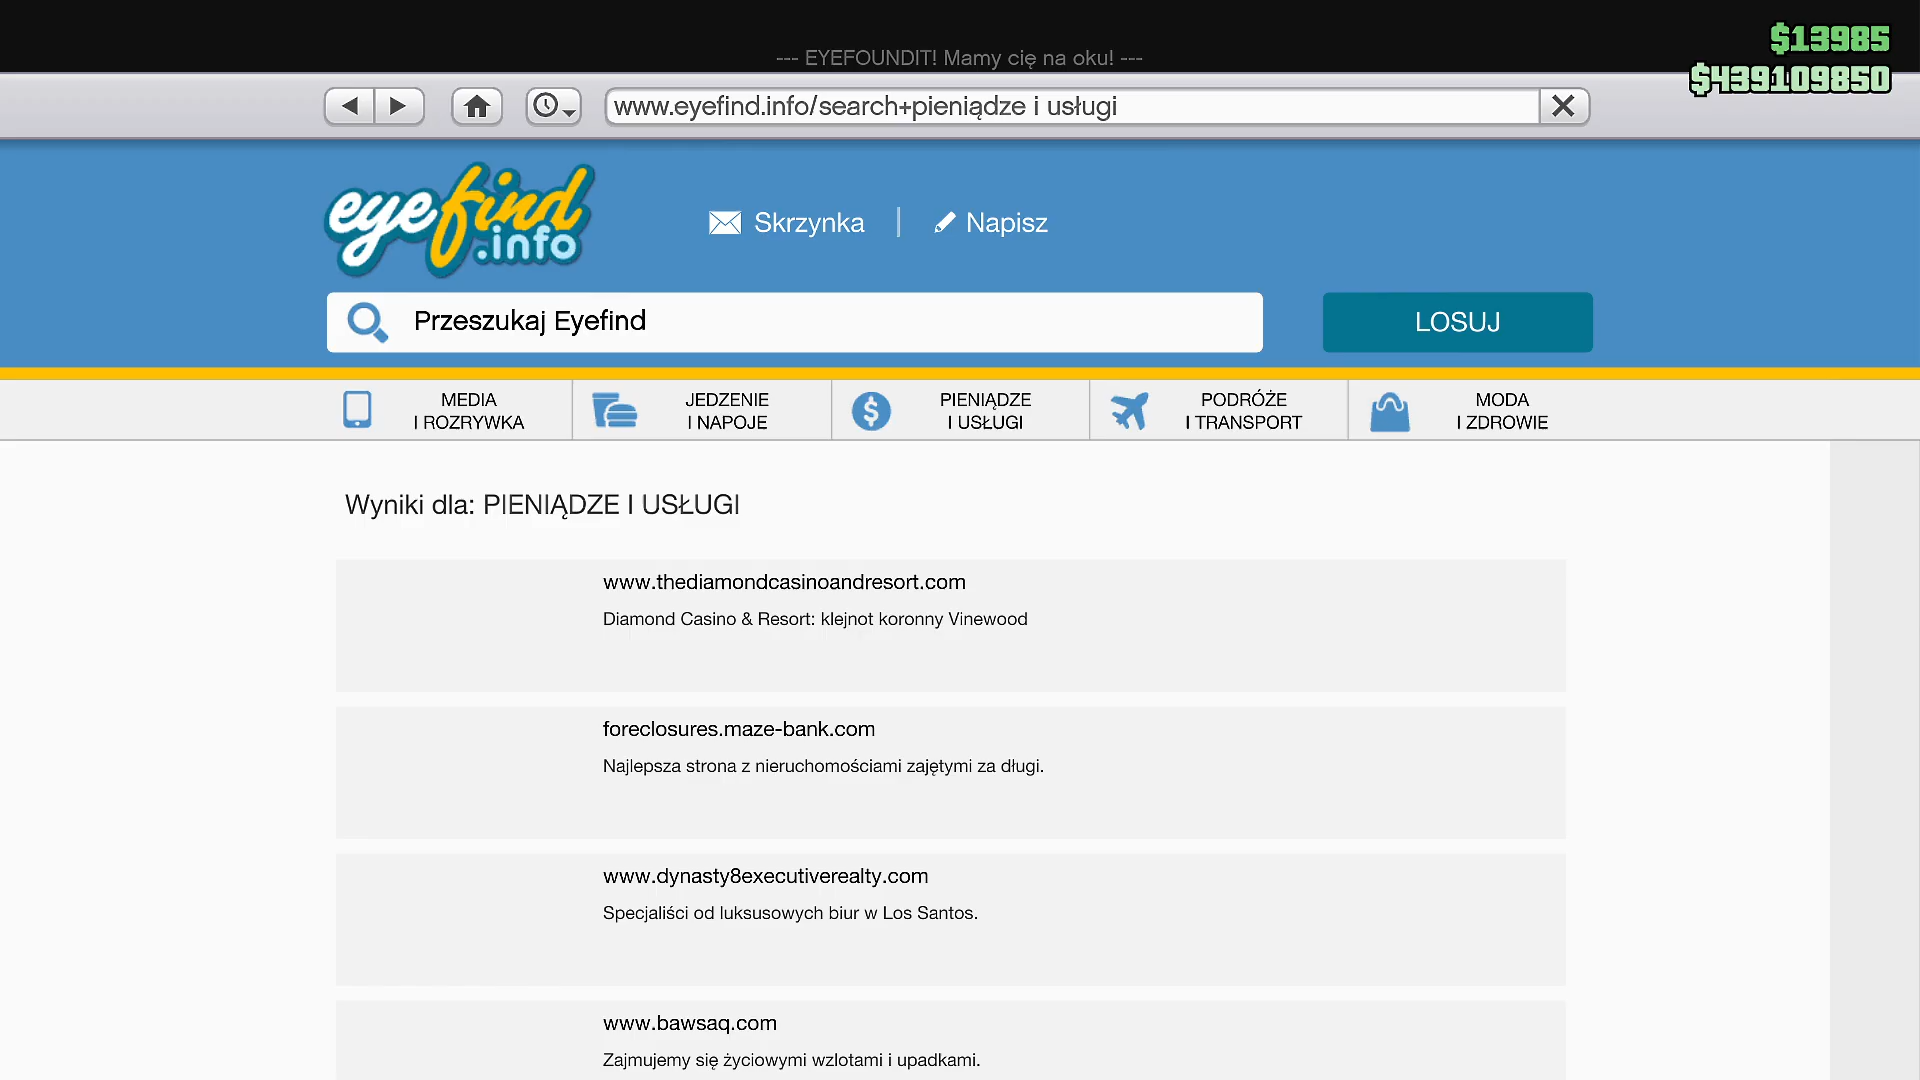 --- EYEFOUNDIT! Mamy cię na oku! ---
$13985
$439109850
www.eyefind.info/search+pieniądze i usługi
eyefind
.info
Skrzynka
Napisz
Przeszukaj Eyefind
LOSUJ
MEDIA
I ROZRYWKA
JEDZENIE
I NAPOJE
PIENIĄDZE
I USŁUGI
PODRÓŻE
I TRANSPORT
MODA
I ZDROWIE
Wyniki dla: PIENIĄDZE I USŁUGI
www.thediamondcasinoandresort.com
Diamond Casino & Resort: klejnot koronny Vinewood
foreclosures.maze-bank.com
Najlepsza strona z nieruchomościami zajętymi za długi.
www.dynasty8executiverealty.com
Specjaliści od luksusowych biur w Los Santos.
www.bawsaq.com
Zajmujemy się życiowymi wzlotami i upadkami.